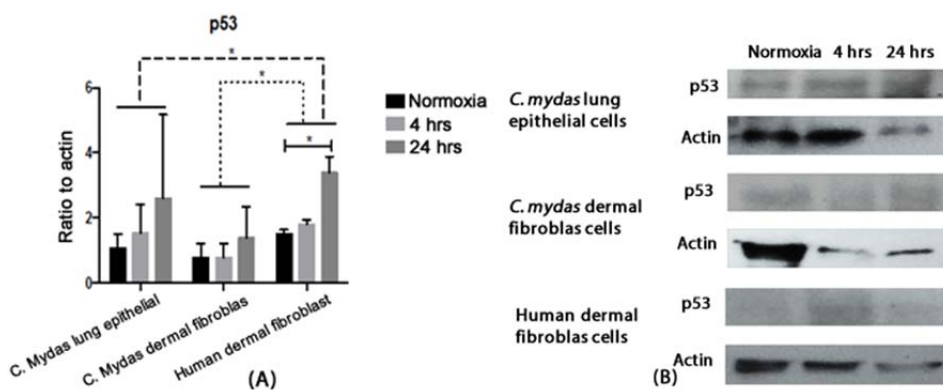 p53
*
*
*
6
4
2
0
Ratio to actin
Normoxia
4 hrs
24 hrs
C. Mydas lung epithelial
C. Mydas dermal fibroblas
Human dermal fibroblast
(A)
Normoxia 4 hrs 24 hrs
C. mydas lung
epithelial cells
p53
Actin
C. mydas dermal
fibroblas cells
p53
Actin
Human dermal
fibroblas cells
p53
Actin
(B)